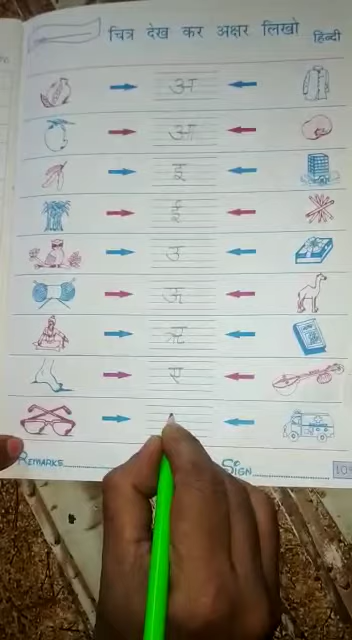 चित्र देख कर अक्षर लिखो हिन्दी
अ
आ
इ
ई
उ
ऊ
ऋ
ए
REMARKS SIGN